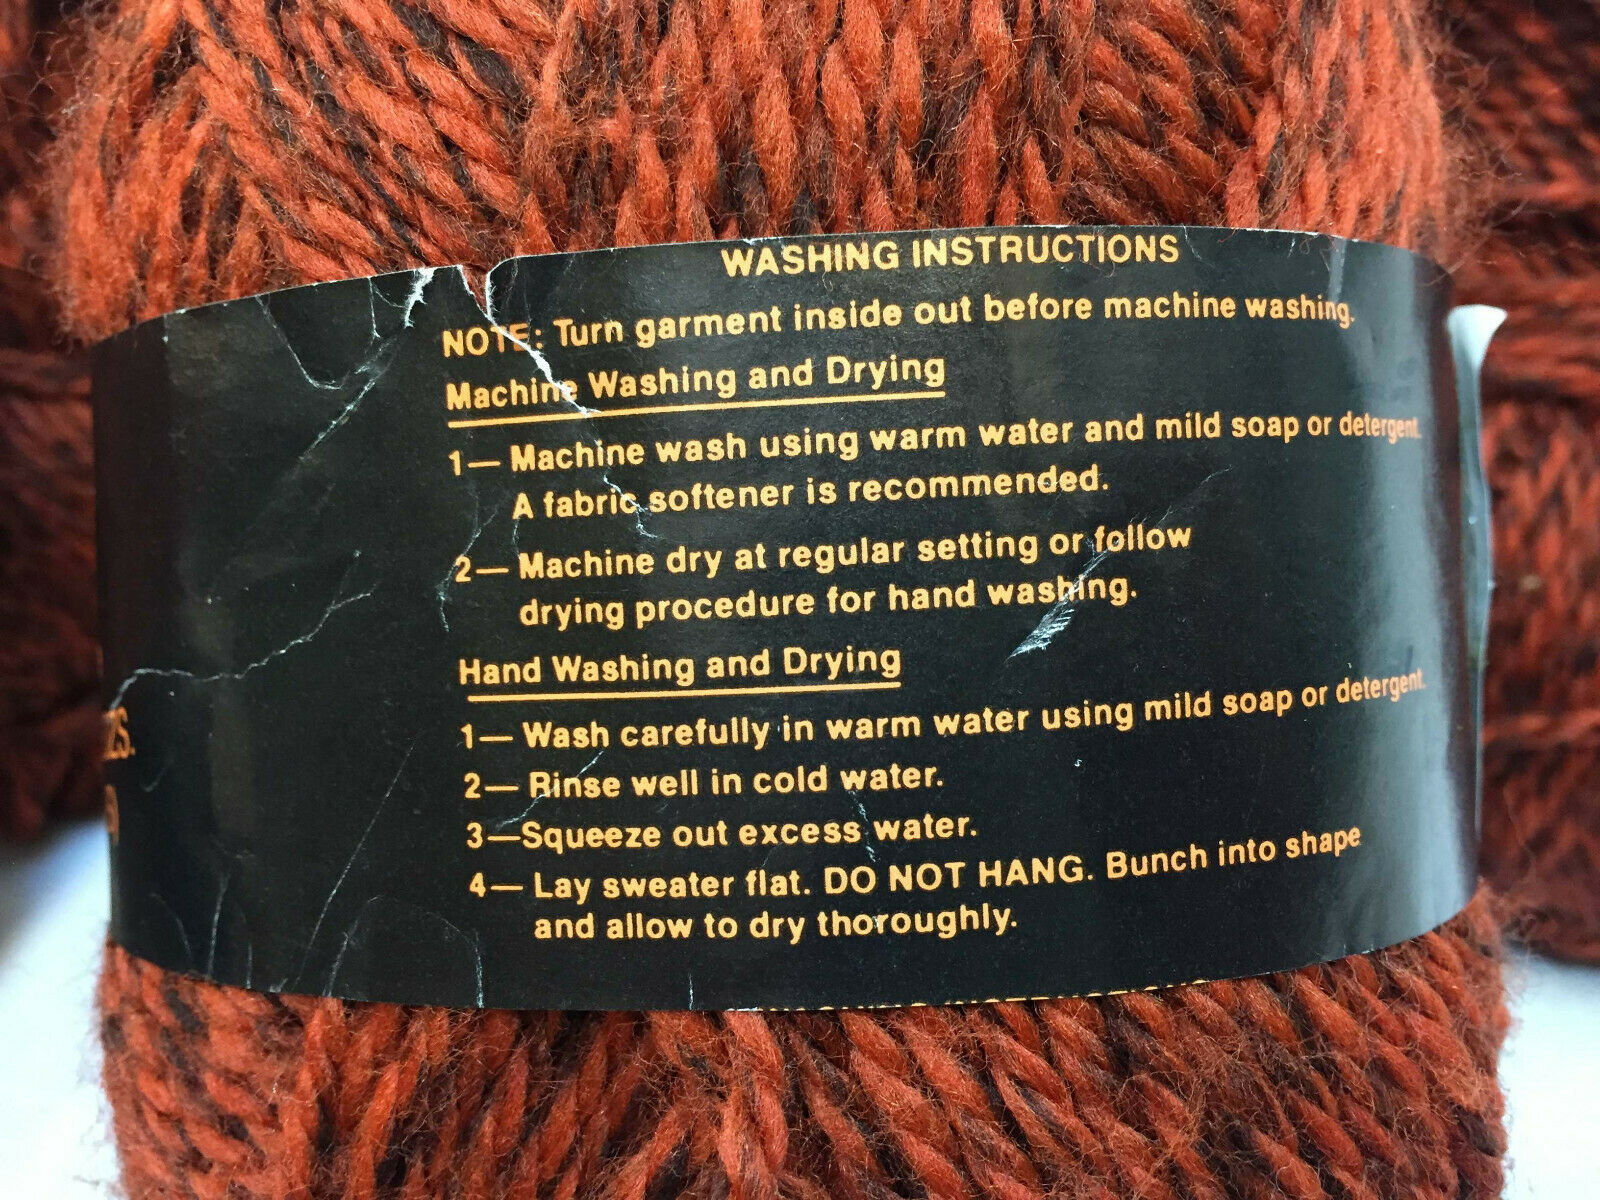 WASHING INSTRUCTIONS
NOTE: Turn garment inside out before machine washing.
Machine Washing and Drying
1— Machine wash using warm water and mild soap or detergent.
A fabric softener is recommended.
2— Machine dry at regular setting or follow
drying procedure for hand washing.
Hand Washing and Drying
1— Wash carefully in warm water using mild soap or detergent.
2— Rinse well in cold water.
3—Squeeze out excess water.
4— Lay sweater flat. DO NOT HANG. Bunch into shape
and allow to dry thoroughly.
ZS.